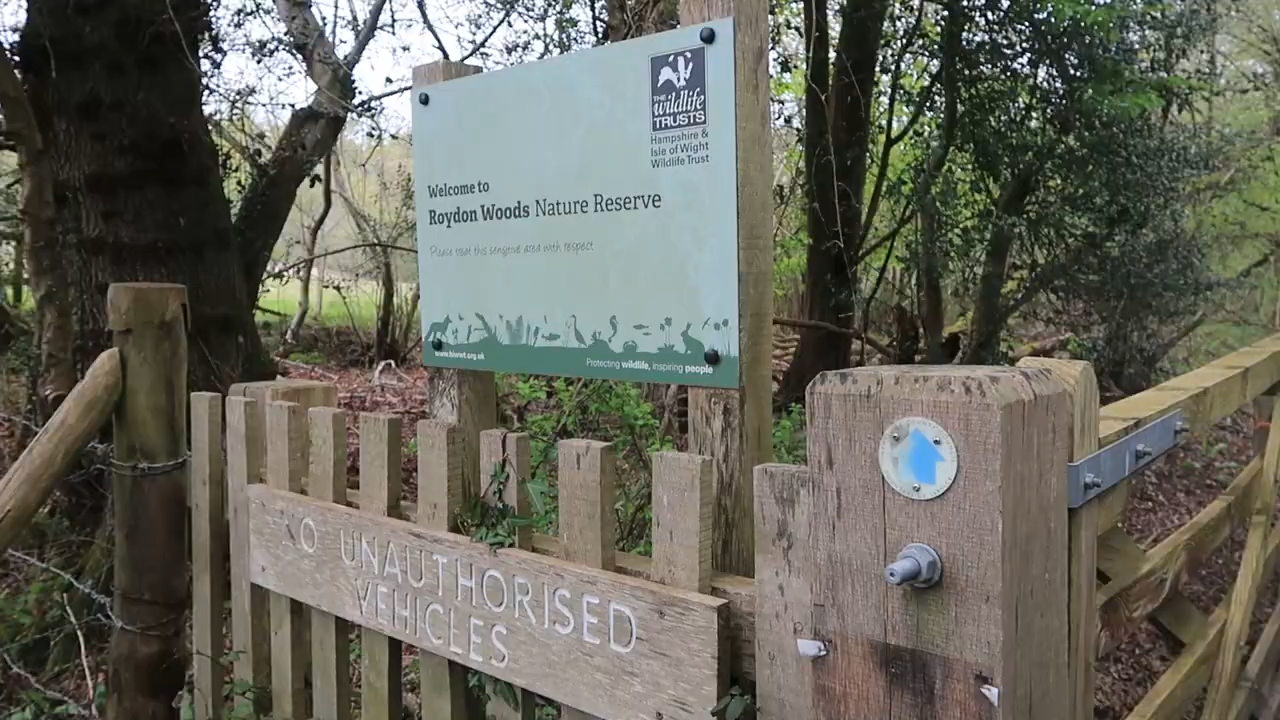 THE
wildlife
TRUSTS
Hampshire &
Isle of Wight
Wildlife Trust
Welcome to
Roydon Woods Nature Reserve
Please treat this sensitive area with respect
www.hiwwt.org.uk
Protecting wildlife, inspiring people
NO UNAUTHORISED
VEHICLES